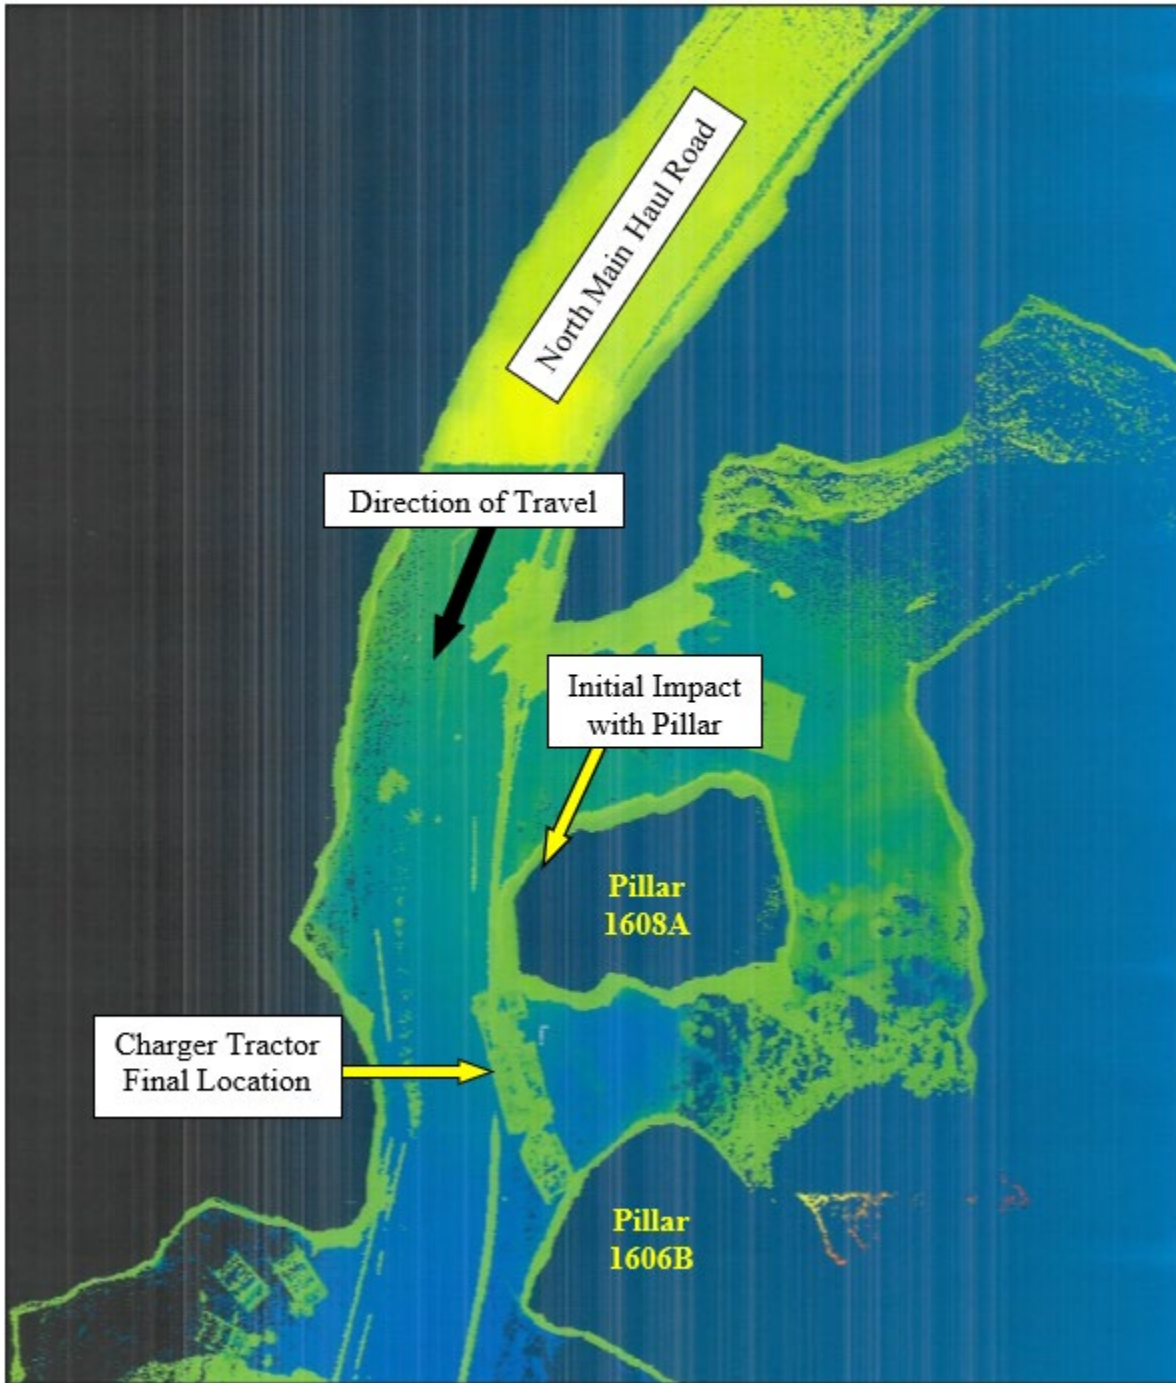 North Main Haul Road
Direction of Travel
Initial Impact
with Pillar
Pillar
1608A
Charger Tractor
Final Location
Pillar
1606B